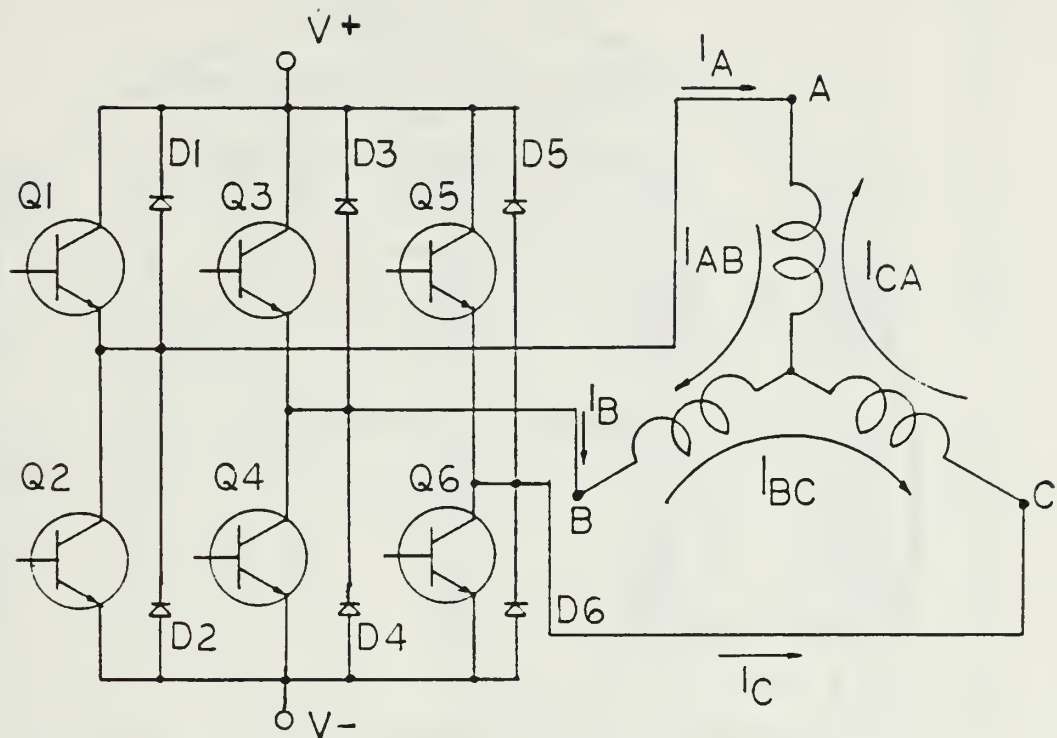 V+
I_A
A
D1
D3
D5
Q1
Q3
Q5
I_AB
I_CA
I_B
Q2
Q4
Q6
B
I_BC
C
D2
D4
D6
I_C
V-